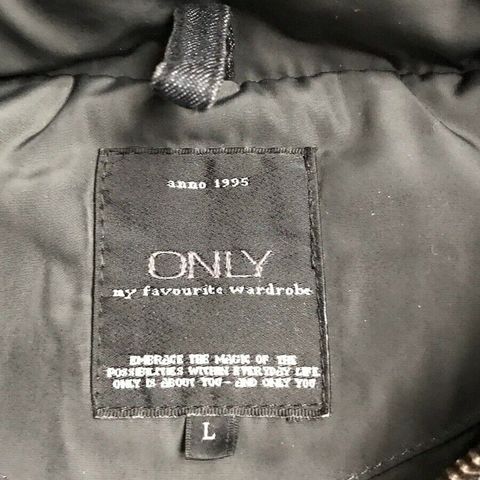 anno 1995
ONLY
my favourite wardrobe
EMBRACE THE MAGIC OF THE
POSSIBILITIES WITHIN EVERYDAY LIFE
ONLY IS ABOUT YOU - AND ONLY YOU
L